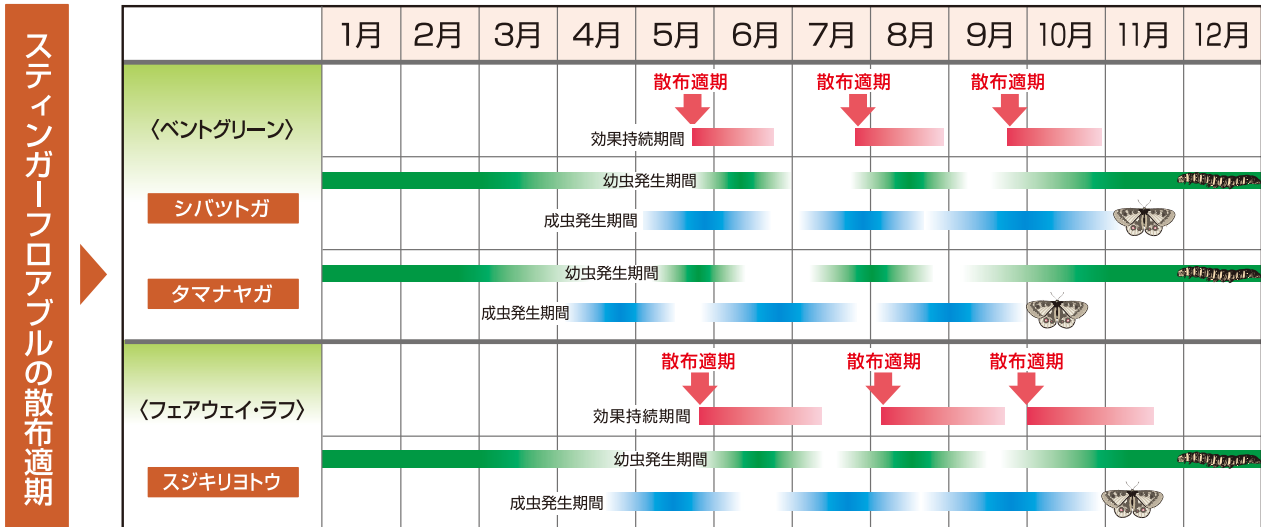 スティンガーフロアブルの散布適期
1月 2月 3月 4月 5月 6月 7月 8月 9月 10月 11月 12月
〈ベントグリーン〉
散布適期 散布適期 散布適期
効果持続期間
シバツトガ
幼虫発生期間
成虫発生期間
タマナヤガ
幼虫発生期間
成虫発生期間
〈フェアウェイ・ラフ〉
散布適期 散布適期 散布適期
効果持続期間
スジキリヨトウ
幼虫発生期間
成虫発生期間